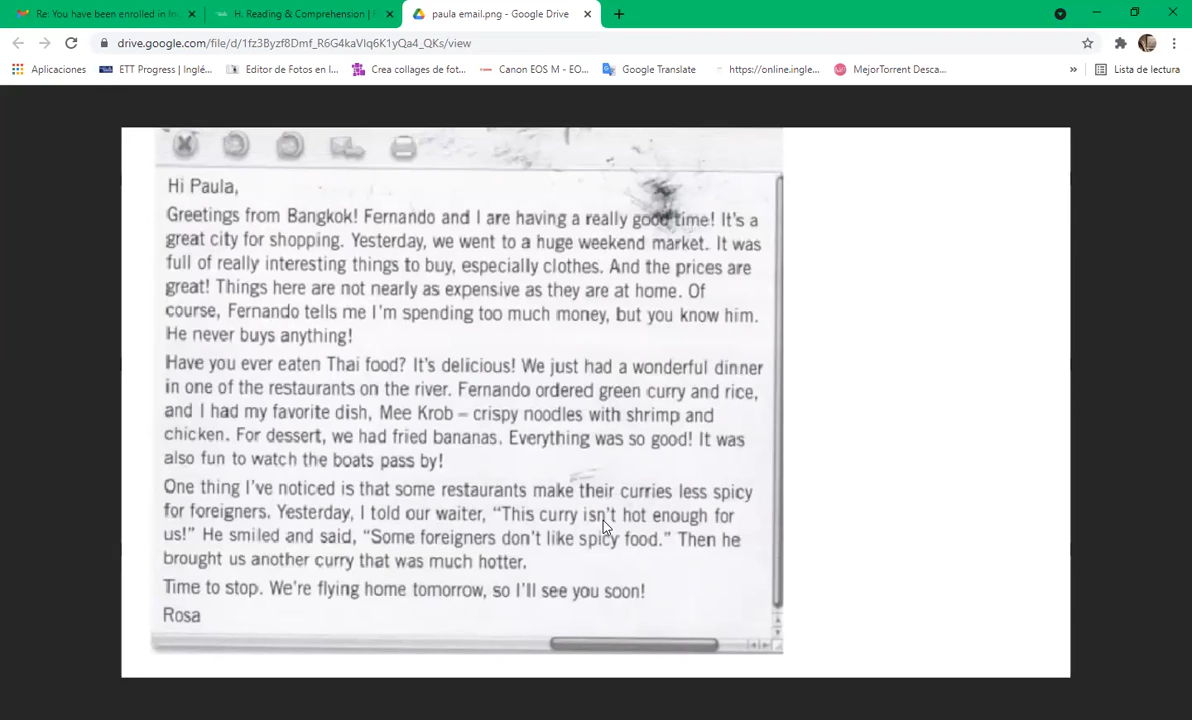 Re: You have been enrolled in In
H. Reading & Comprehension |
paula email.png - Google Drive
drive.google.com/file/d/1fz3Byzf8Dmf_R6G4kaVlq6K1yQa4_QKs/view
Aplicaciones
ETT Progress | Inglé...
Editor de Fotos en l...
Crea collages de fot...
Canon EOS M - EO...
Google Translate
https://online.ingle...
MejorTorrent Desca...
»
Lista de lectura
Hi Paula,
Greetings from Bangkok! Fernando and I are having a really good time! It's a
great city for shopping. Yesterday, we went to a huge weekend market. It was
full of really interesting things to buy, especially clothes. And the prices are
great! Things here are not nearly as expensive as they are at home. Of
course, Fernando tells me I'm spending too much money, but you know him.
He never buys anything!
Have you ever eaten Thai food? It's delicious! We just had a wonderful dinner
in one of the restaurants on the river. Fernando ordered green curry and rice,
and I had my favorite dish, Mee Krob – crispy noodles with shrimp and
chicken. For dessert, we had fried bananas. Everything was so good! It was
also fun to watch the boats pass by!
One thing I've noticed is that some restaurants make their curries less spicy
for foreigners. Yesterday, I told our waiter, “This curry isn't hot enough for
us!” He smiled and said, “Some foreigners don't like spicy food.” Then he
brought us another curry that was much hotter.
Time to stop. We're flying home tomorrow, so I'll see you soon!
Rosa